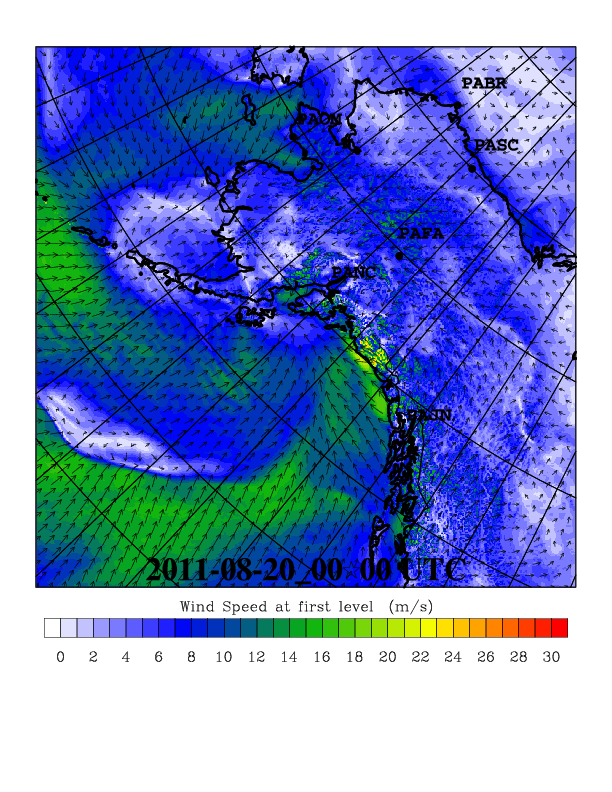 PABR
PAOM
PASC
PAFA
PANC
PAJN
2011-08-20_00 00 UTC
Wind Speed at first level (m/s)
0 2 4 6 8 10 12 14 16 18 20 22 24 26 28 30